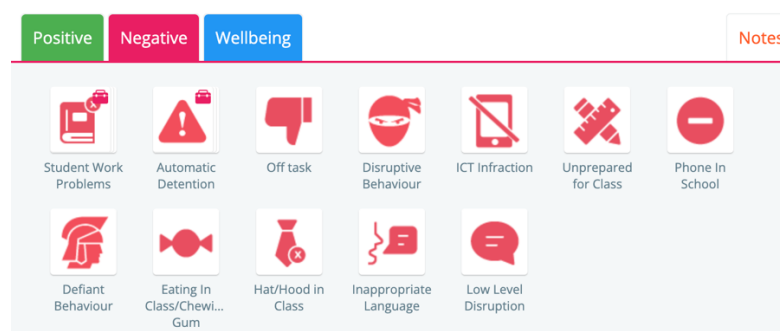 Positive
Negative
Wellbeing
Notes
Student Work
Problems
Automatic
Detention
Off task
Disruptive
Behaviour
ICT Infraction
Unprepared
for Class
Phone In
School
Defiant
Behaviour
Eating In
Class/Chewi...
Gum
Hat/Hood in
Class
Inappropriate
Language
Low Level
Disruption